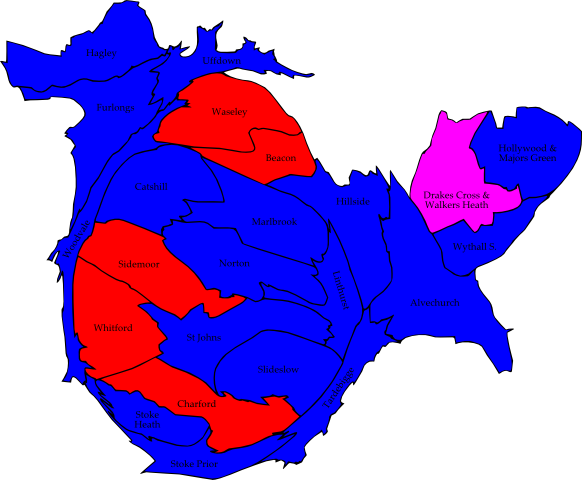 Hagley
Uffdown
Furlongs
Waseley
Hollywood &
Majors Green
Beacon
Catshill
Drakes Cross &
Walkers Heath
Hillside
Marlbrook
Woodvale
Wythall S.
Sidemoor
Norton
Linthurst
Alvechurch
Whitford
St Johns
Slideslow
Tardebigge
Charford
Stoke
Heath
Stoke Prior